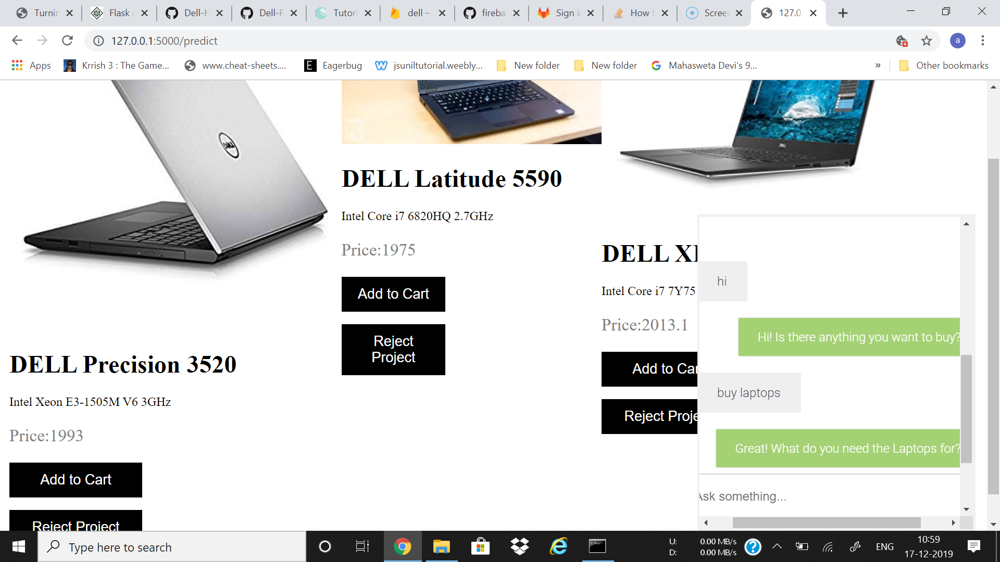 Turnin
Flask a
Dell-H
Dell-R
Tutori
dell –
fireba
Sign i
How t
Scree
127.0.
127.0.0.1:5000/predict
a
Apps
Krrish 3 : The Game...
www.cheat-sheets....
E Eagerbug
jsuniltutorial.weebly...
New folder
New folder
Mahasweta Devi's 9...
»
Other bookmarks
DELL
DELL
DELL Latitude 5590
Intel Core i7 6820HQ 2.7GHz
Price:1975
Add to Cart
Reject
Project
DELL XI
Intel Core i7 7Y75
Price:2013.1
Add to Car
Reject Proje
DELL Precision 3520
Intel Xeon E3-1505M V6 3GHz
Price:1993
Add to Cart
Reject Project
hi
Hi! Is there anything you want to buy?
buy laptops
Great! What do you need the Laptops for?
Ask something...
Type here to search
U: 0.00 MB/s
D: 0.00 MB/s
ENG
10:59
17-12-2019